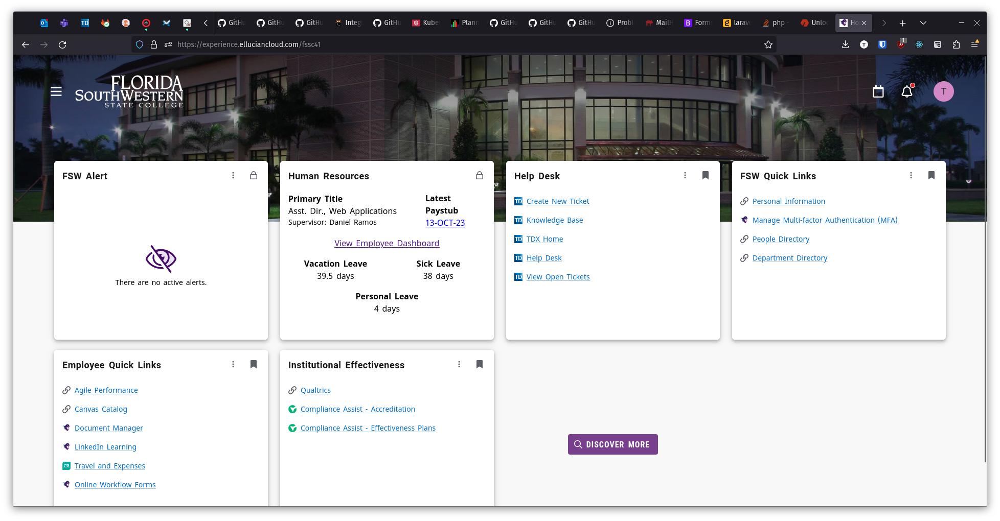 GitHu
GitHu
GitHu
Integ
GitHu
Kube
Plann
GitHu
GitHu
GitHu
Probl
MailH
Form
larav
php -
Unloc
Ho
https://experience.elluciancloud.com/fssc41
1
FLORIDA
SOUTHWESTERN
STATE COLLEGE
T
FSW Alert
There are no active alerts.
Human Resources
Primary Title
Asst. Dir., Web Applications
Supervisor: Daniel Ramos
Latest
Paystub
13-OCT-23
View Employee Dashboard
Vacation Leave
39.5 days
Sick Leave
38 days
Personal Leave
4 days
Help Desk
TD Create New Ticket
TD Knowledge Base
TD TDX Home
TD Help Desk
TD View Open Tickets
FSW Quick Links
Personal Information
Manage Multi-factor Authentication (MFA)
People Directory
Department Directory
Employee Quick Links
Agile Performance
Canvas Catalog
Document Manager
LinkedIn Learning
Travel and Expenses
Online Workflow Forms
Institutional Effectiveness
Qualtrics
Compliance Assist - Accreditation
Compliance Assist - Effectiveness Plans
DISCOVER MORE